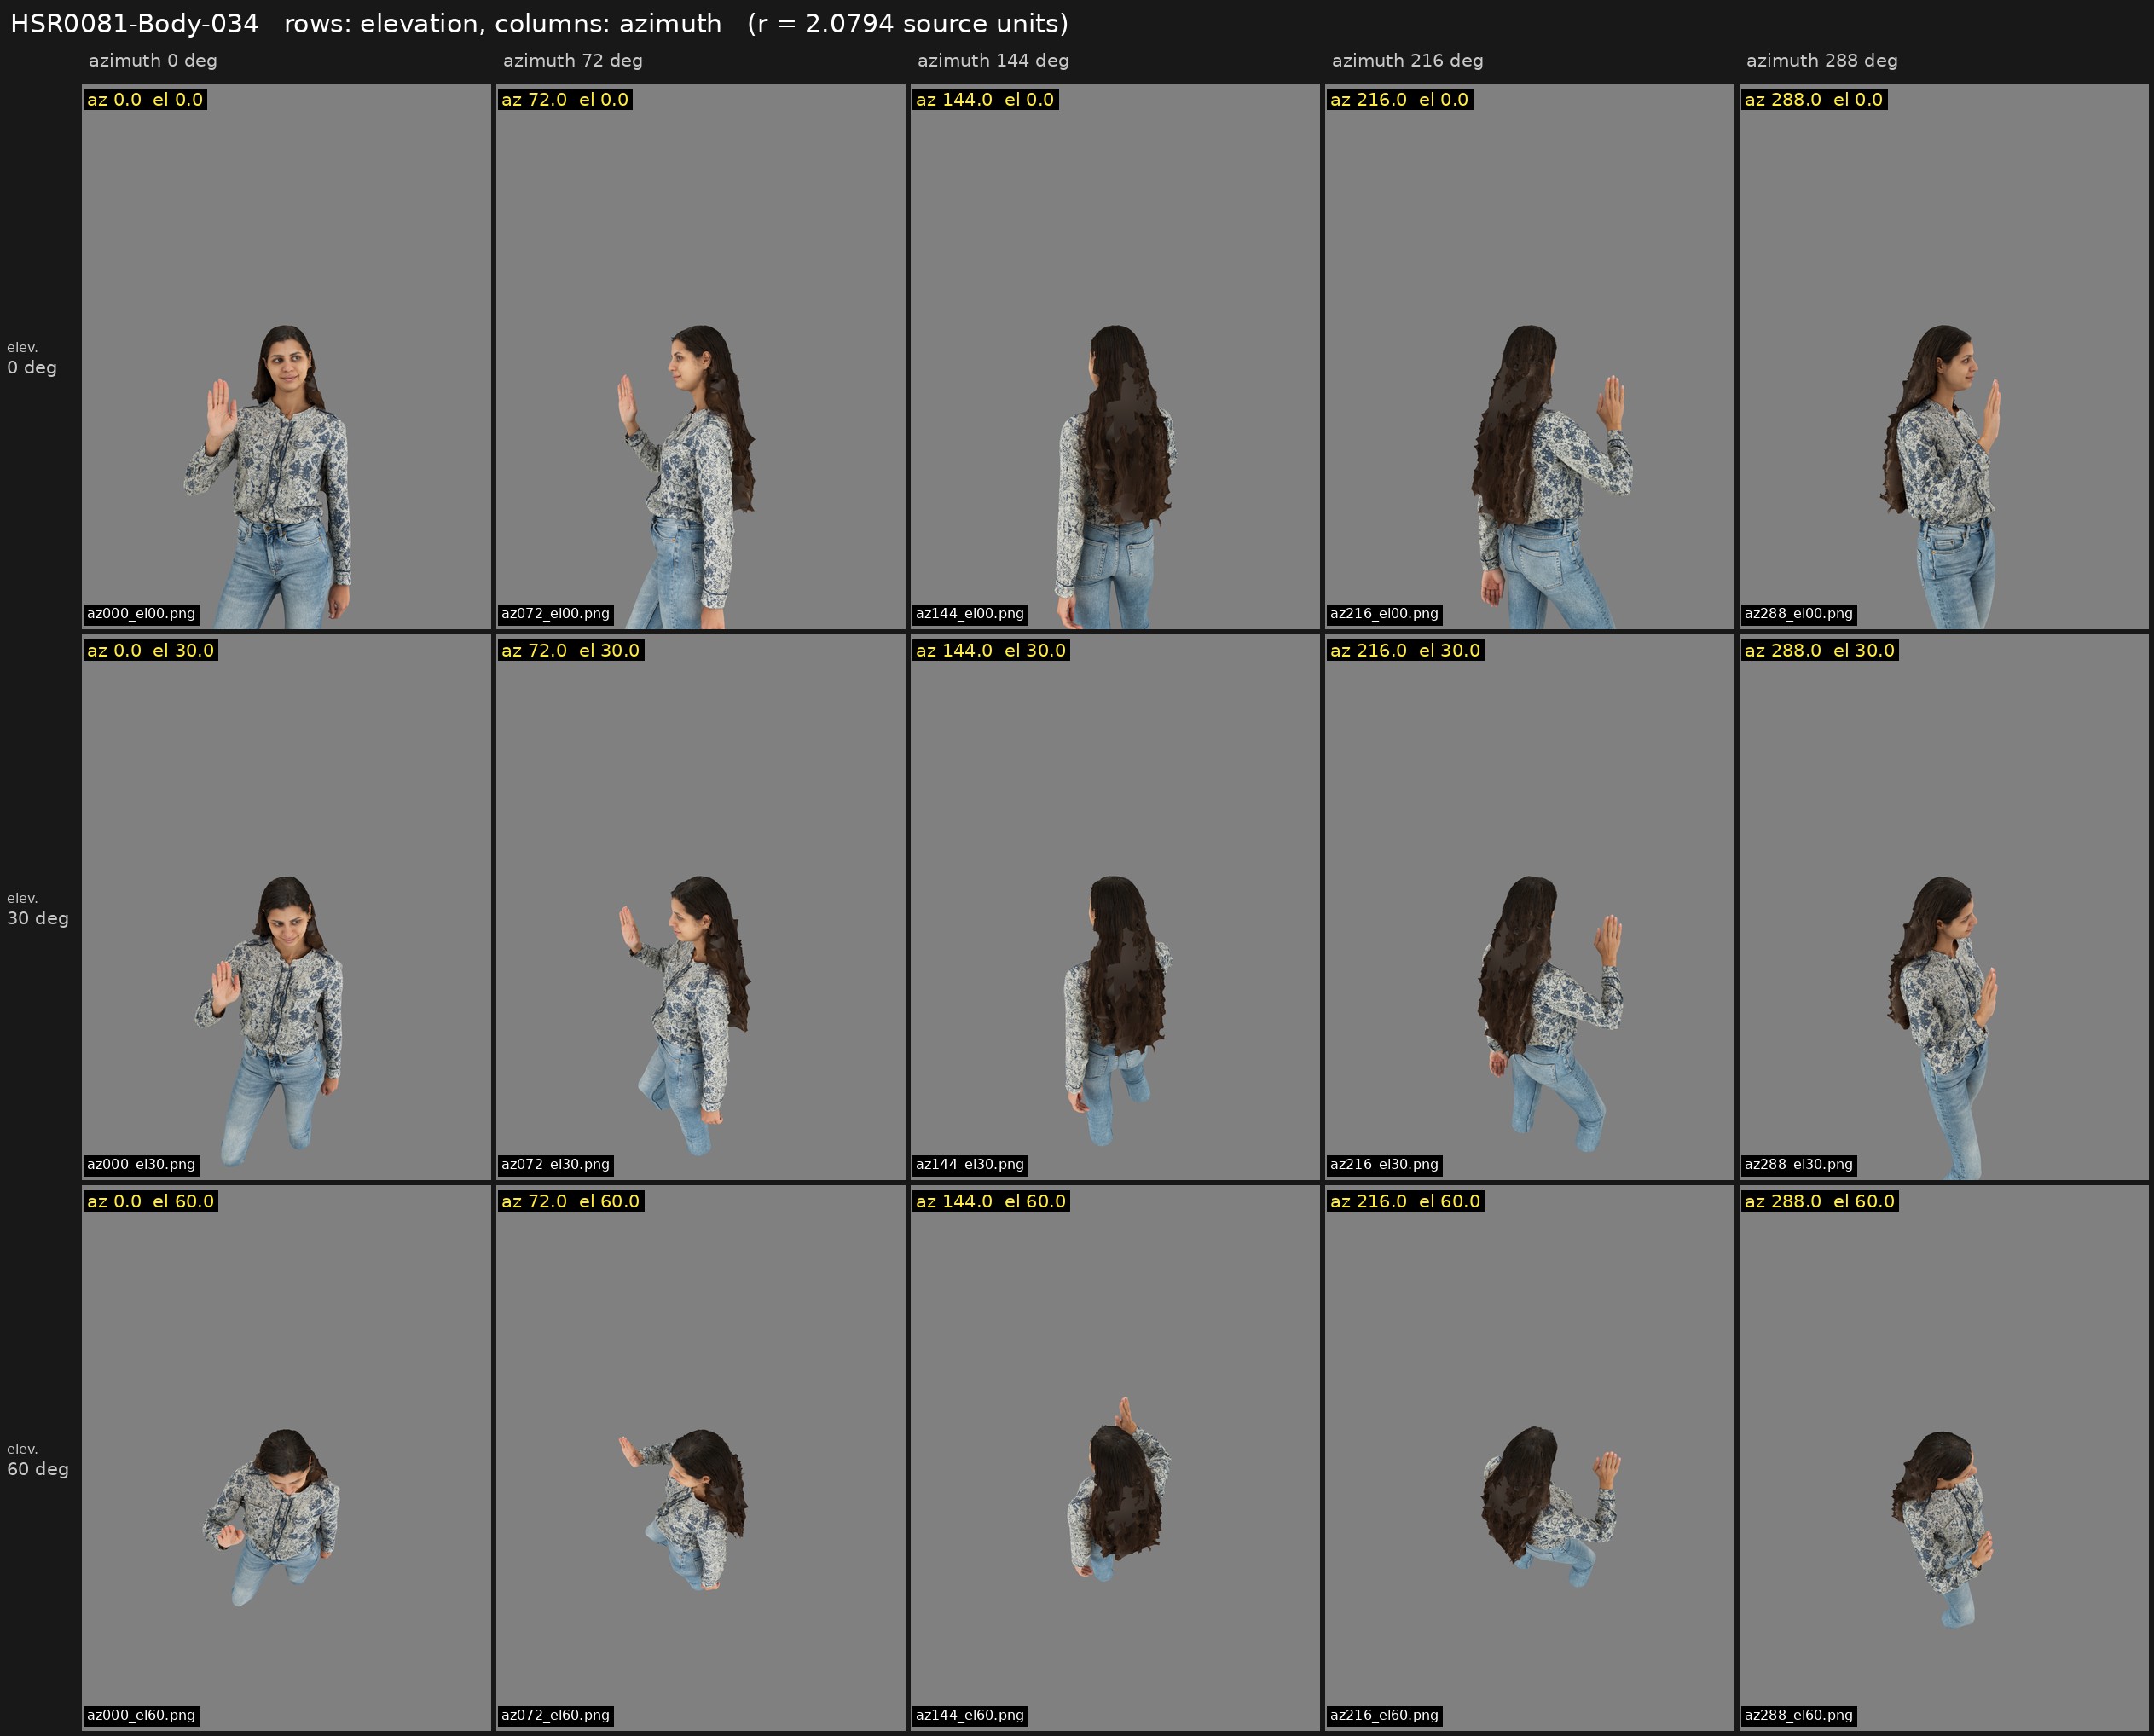 HSR0081-Body-034   rows: elevation, columns: azimuth   (r = 2.0794 source units)
azimuth 0 deg
azimuth 72 deg
azimuth 144 deg
azimuth 216 deg
azimuth 288 deg
elev.
0 deg
az 0.0  el 0.0
az000_el00.png
az 72.0  el 0.0
az072_el00.png
az 144.0  el 0.0
az144_el00.png
az 216.0  el 0.0
az216_el00.png
az 288.0  el 0.0
az288_el00.png
elev.
30 deg
az 0.0  el 30.0
az000_el30.png
az 72.0  el 30.0
az072_el30.png
az 144.0  el 30.0
az144_el30.png
az 216.0  el 30.0
az216_el30.png
az 288.0  el 30.0
az288_el30.png
elev.
60 deg
az 0.0  el 60.0
az000_el60.png
az 72.0  el 60.0
az072_el60.png
az 144.0  el 60.0
az144_el60.png
az 216.0  el 60.0
az216_el60.png
az 288.0  el 60.0
az288_el60.png